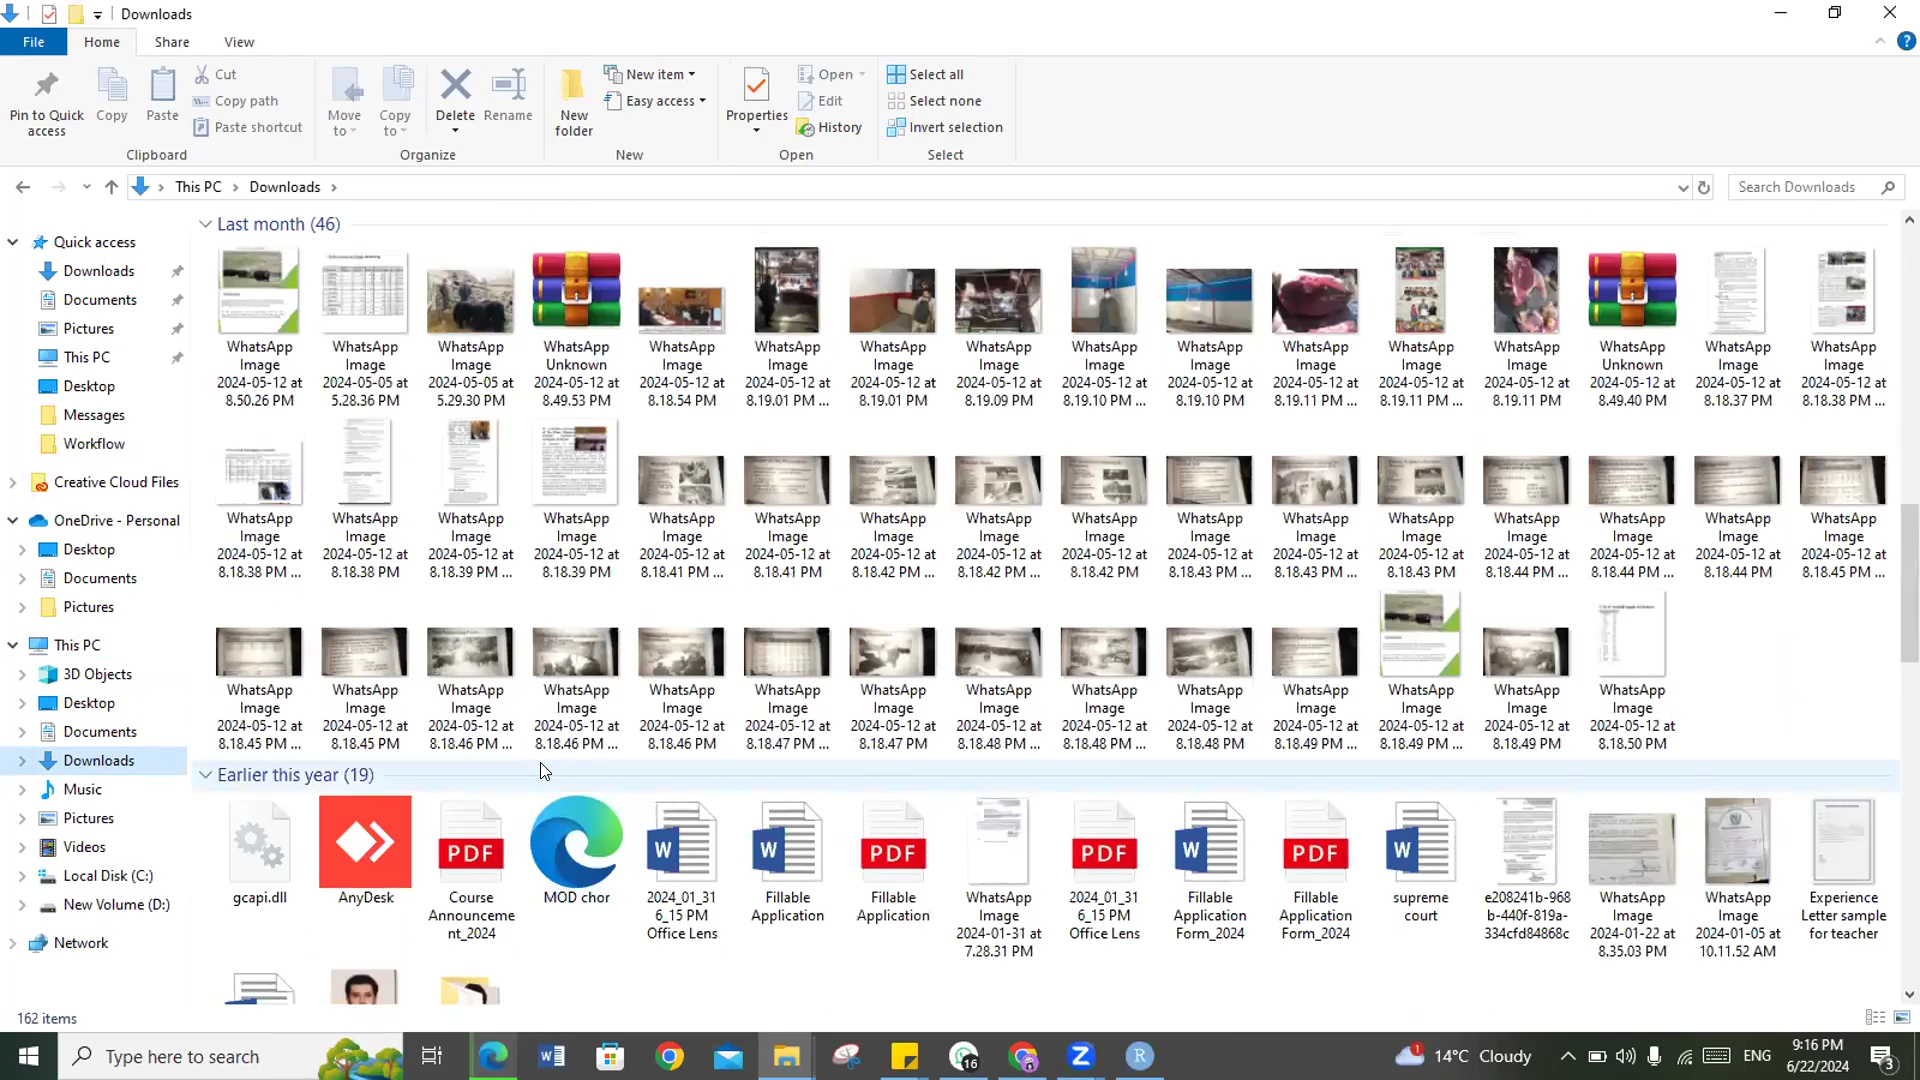 Downloads
File
Home
Share
View
Pin to Quick access
Copy
Paste
Cut
Copy path
Paste shortcut
Clipboard
Move to
Copy to
Delete
Rename
Organize
New folder
New item
Easy access
New
Properties
Open
Edit
History
Open
Select all
Select none
Invert selection
Select
This PC
Downloads
Search Downloads
Quick access
Downloads
Documents
Pictures
This PC
Desktop
Messages
Workflow
Creative Cloud Files
OneDrive - Personal
Desktop
Documents
Pictures
This PC
3D Objects
Desktop
Documents
Downloads
Music
Pictures
Videos
Local Disk (C:)
New Volume (D:)
Network
Last month (46)
WhatsApp Image 2024-05-12 at 8.50.26 PM
WhatsApp Image 2024-05-05 at 5.28.36 PM
WhatsApp Image 2024-05-05 at 5.29.30 PM
WhatsApp Unknown 2024-05-12 at 8.49.53 PM
WhatsApp Image 2024-05-12 at 8.18.54 PM
WhatsApp Image 2024-05-12 at 8.19.01 PM ...
WhatsApp Image 2024-05-12 at 8.19.01 PM
WhatsApp Image 2024-05-12 at 8.19.09 PM
WhatsApp Image 2024-05-12 at 8.19.10 PM ...
WhatsApp Image 2024-05-12 at 8.19.10 PM
WhatsApp Image 2024-05-12 at 8.19.11 PM ...
WhatsApp Image 2024-05-12 at 8.19.11 PM ...
WhatsApp Image 2024-05-12 at 8.19.11 PM
WhatsApp Unknown 2024-05-12 at 8.49.40 PM
WhatsApp Image 2024-05-12 at 8.18.37 PM
WhatsApp Image 2024-05-12 at 8.18.38 PM ...
WhatsApp Image 2024-05-12 at 8.18.38 PM ...
WhatsApp Image 2024-05-12 at 8.18.38 PM
WhatsApp Image 2024-05-12 at 8.18.39 PM ...
WhatsApp Image 2024-05-12 at 8.18.39 PM
WhatsApp Image 2024-05-12 at 8.18.41 PM ...
WhatsApp Image 2024-05-12 at 8.18.41 PM
WhatsApp Image 2024-05-12 at 8.18.42 PM ...
WhatsApp Image 2024-05-12 at 8.18.42 PM ...
WhatsApp Image 2024-05-12 at 8.18.42 PM
WhatsApp Image 2024-05-12 at 8.18.43 PM ...
WhatsApp Image 2024-05-12 at 8.18.43 PM ...
WhatsApp Image 2024-05-12 at 8.18.43 PM
WhatsApp Image 2024-05-12 at 8.18.44 PM ...
WhatsApp Image 2024-05-12 at 8.18.44 PM ...
WhatsApp Image 2024-05-12 at 8.18.44 PM
WhatsApp Image 2024-05-12 at 8.18.45 PM ...
WhatsApp Image 2024-05-12 at 8.18.45 PM ...
WhatsApp Image 2024-05-12 at 8.18.45 PM
WhatsApp Image 2024-05-12 at 8.18.46 PM ...
WhatsApp Image 2024-05-12 at 8.18.46 PM ...
WhatsApp Image 2024-05-12 at 8.18.46 PM
WhatsApp Image 2024-05-12 at 8.18.47 PM ...
WhatsApp Image 2024-05-12 at 8.18.47 PM
WhatsApp Image 2024-05-12 at 8.18.48 PM ...
WhatsApp Image 2024-05-12 at 8.18.48 PM ...
WhatsApp Image 2024-05-12 at 8.18.48 PM
WhatsApp Image 2024-05-12 at 8.18.49 PM ...
WhatsApp Image 2024-05-12 at 8.18.49 PM ...
WhatsApp Image 2024-05-12 at 8.18.49 PM
WhatsApp Image 2024-05-12 at 8.18.50 PM
Earlier this year (19)
gcapi.dll
AnyDesk
PDF
Course Announcement_2024
MOD chor
W
2024_01_31 6_15 PM Office Lens
W
Fillable Application
PDF
Fillable Application
WhatsApp Image 2024-01-31 at 7.28.31 PM
PDF
2024_01_31 6_15 PM Office Lens
W
Fillable Application Form_2024
PDF
Fillable Application Form_2024
W
supreme court
e208241b-968b-440f-819a-334cfd84868c
WhatsApp Image 2024-01-22 at 8.35.03 PM
WhatsApp Image 2024-01-05 at 10.11.52 AM
Experience Letter sample for teacher
162 items
Type here to search
16
14°C Cloudy
ENG
9:16 PM
6/22/2024
3